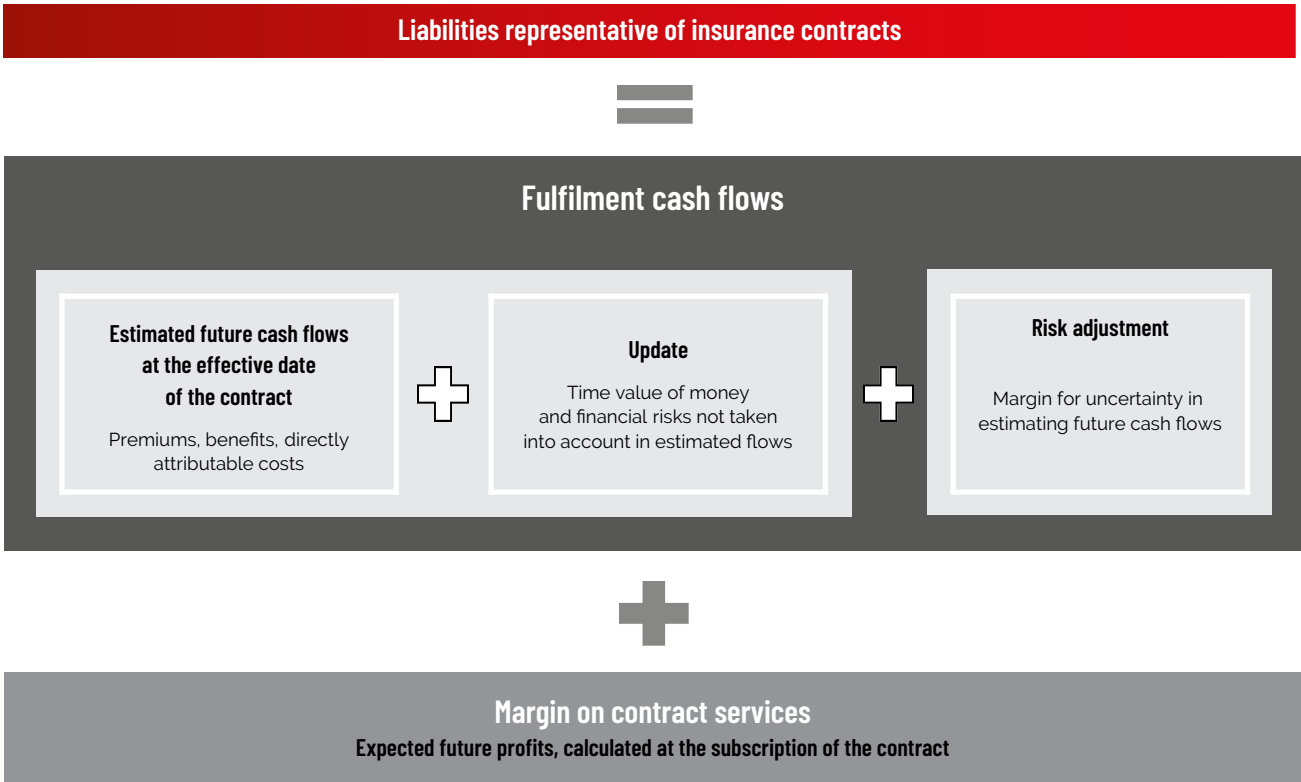 Liabilities representative of insurance contracts
Fulfilment cash flows
Estimated future cash flows
at the effective date
of the contract
Premiums, benefits, directly
attributable costs
Update
Time value of money
and financial risks not taken
into account in estimated flows
Risk adjustment
Margin for uncertainty in
estimating future cash flows
Margin on contract services
Expected future profits, calculated at the subscription of the contract